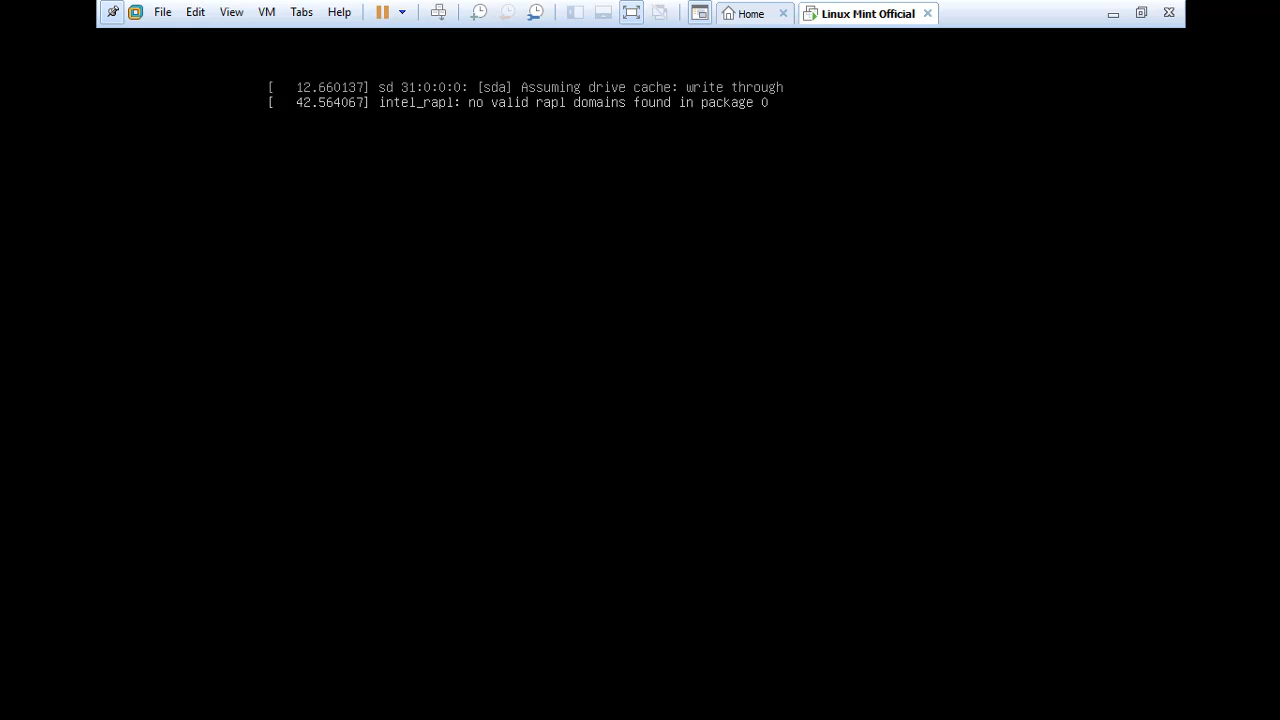 File Edit View VM Tabs Help Home Linux Mint Official
[   12.660137] sd 31:0:0:0: [sda] Assuming drive cache: write through
[   42.564067] intel_rapl: no valid rapl domains found in package 0